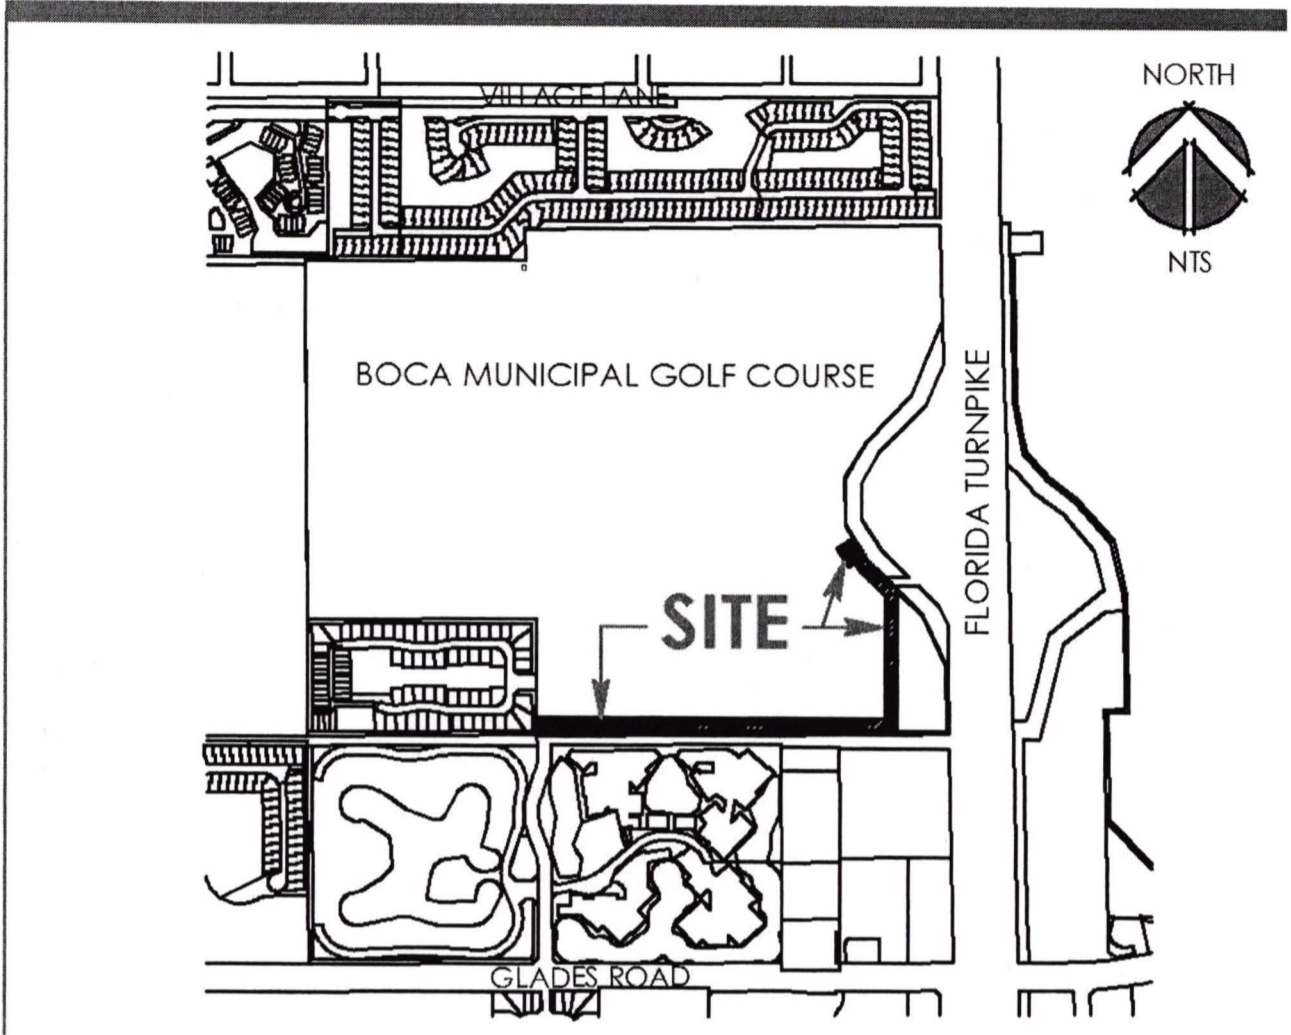 VILLAGE LANE
NORTH
NTS
BOCA MUNICIPAL GOLF COURSE
FLORIDA TURNPIKE
SITE
GLADES ROAD